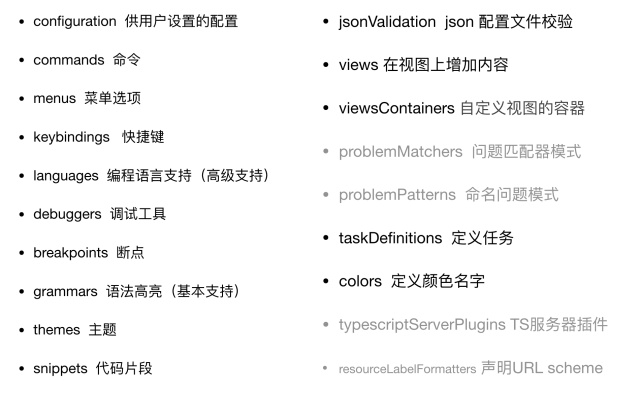 • configuration 供用户设置的配置
• commands 命令
• menus 菜单选项
• keybindings 快捷键
• languages 编程语言支持（高级支持）
• debuggers 调试工具
• breakpoints 断点
• grammars 语法高亮（基本支持）
• themes 主题
• snippets 代码片段
• jsonValidation json 配置文件校验
• views 在视图上增加内容
• viewsContainers 自定义视图的容器
• problemMatchers 问题匹配器模式
• problemPatterns 命名问题模式
• taskDefinitions 定义任务
• colors 定义颜色名字
• typescriptServerPlugins TS服务器插件
• resourceLabelFormatters 声明URL scheme